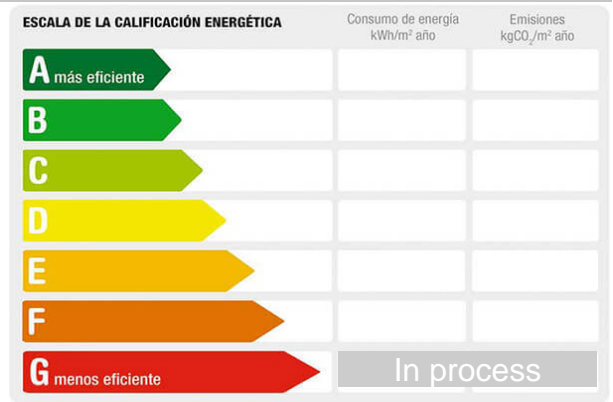 ESCALA DE LA CALIFICACIÓN ENERGÉTICA
Consumo de energía
kWh/m² año
Emisiones
kgCO₂/m² año
A más eficiente
B
C
D
E
F
G menos eficiente
In process